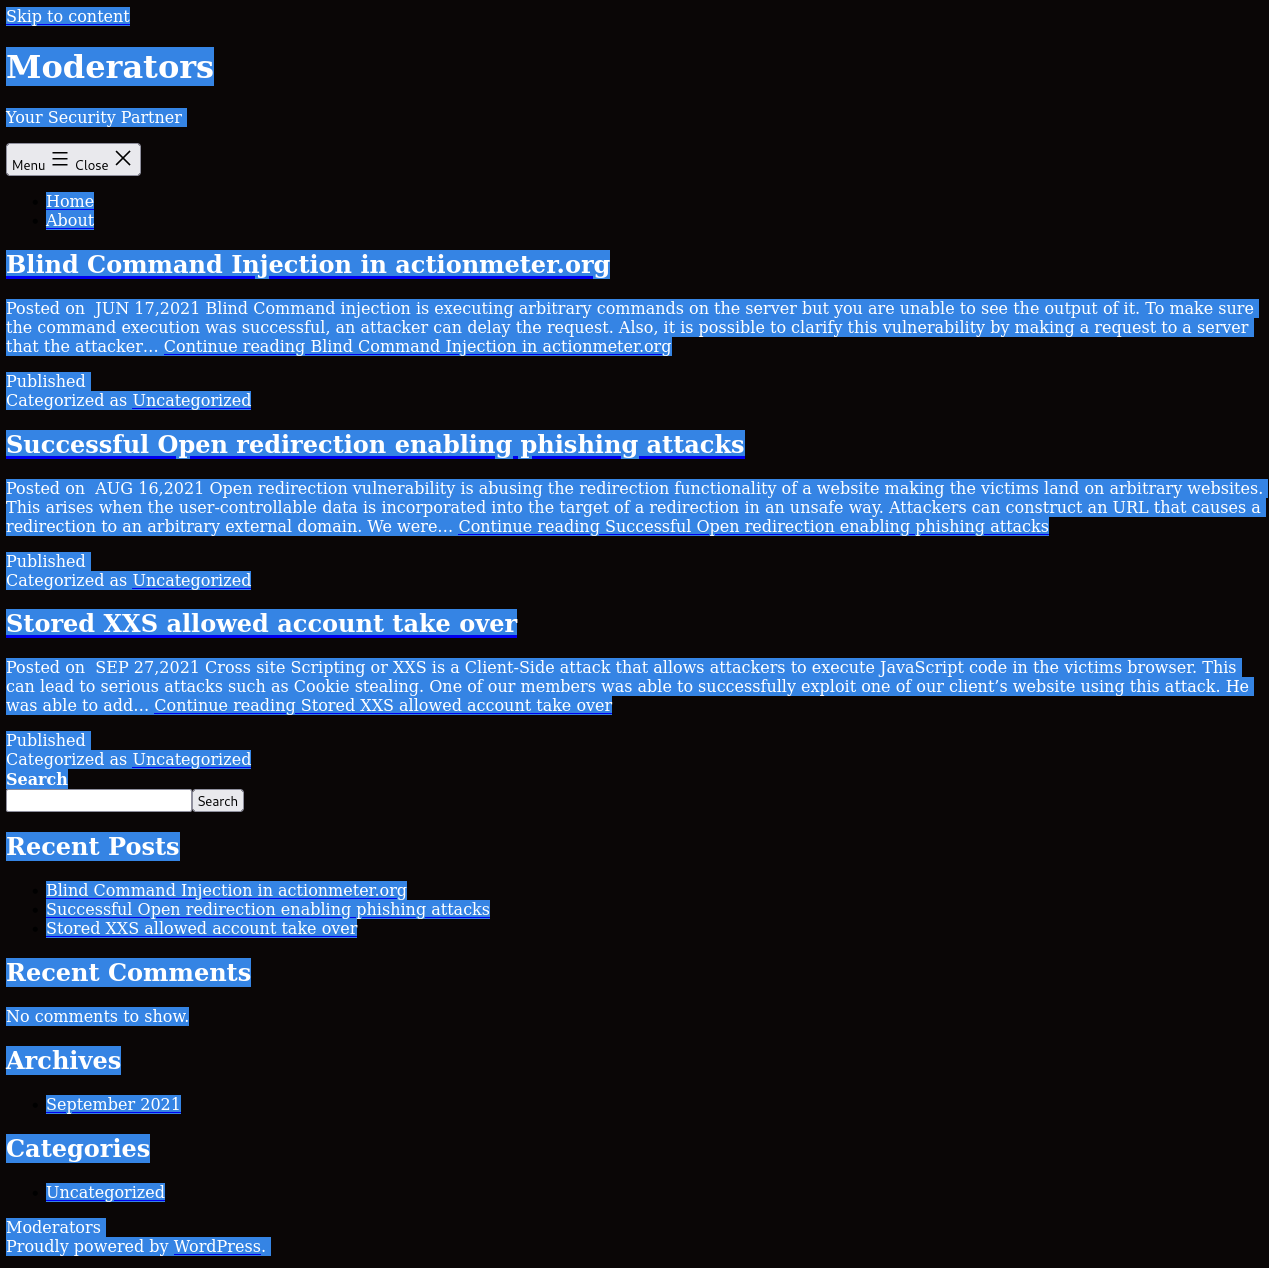 Skip to content
Moderators
Your Security Partner
Menu Close
Home
About
Blind Command Injection in actionmeter.org
Posted on  JUN 17,2021 Blind Command injection is executing arbitrary commands on the server but you are unable to see the output of it. To make sure
the command execution was successful, an attacker can delay the request. Also, it is possible to clarify this vulnerability by making a request to a server
that the attacker… Continue reading Blind Command Injection in actionmeter.org
Published
Categorized as Uncategorized
Successful Open redirection enabling phishing attacks
Posted on  AUG 16,2021 Open redirection vulnerability is abusing the redirection functionality of a website making the victims land on arbitrary websites.
This arises when the user-controllable data is incorporated into the target of a redirection in an unsafe way. Attackers can construct an URL that causes a
redirection to an arbitrary external domain. We were… Continue reading Successful Open redirection enabling phishing attacks
Published
Categorized as Uncategorized
Stored XXS allowed account take over
Posted on  SEP 27,2021 Cross site Scripting or XXS is a Client-Side attack that allows attackers to execute JavaScript code in the victims browser. This
can lead to serious attacks such as Cookie stealing. One of our members was able to successfully exploit one of our client’s website using this attack. He
was able to add… Continue reading Stored XXS allowed account take over
Published
Categorized as Uncategorized
Search
Search
Recent Posts
Blind Command Injection in actionmeter.org
Successful Open redirection enabling phishing attacks
Stored XXS allowed account take over
Recent Comments
No comments to show.
Archives
September 2021
Categories
Uncategorized
Moderators
Proudly powered by WordPress.